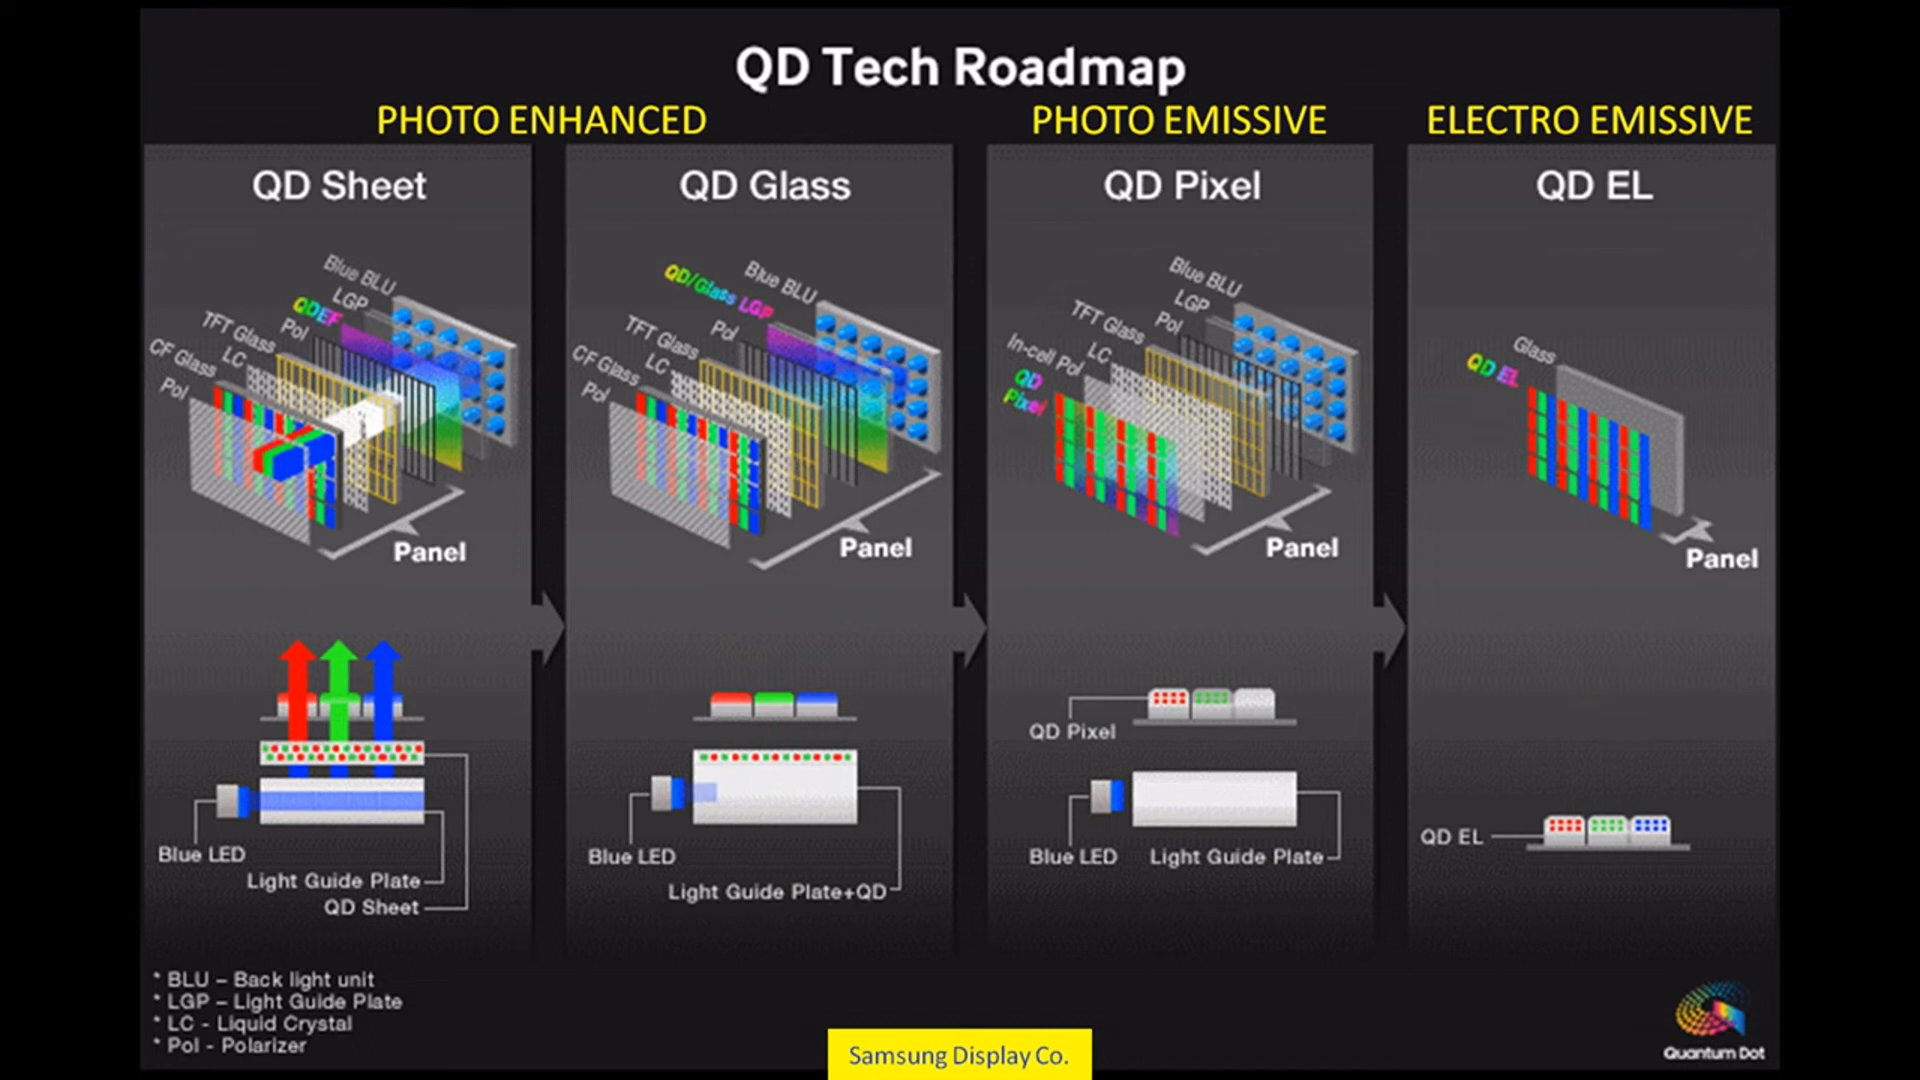 QD Tech Roadmap
PHOTO ENHANCED
PHOTO EMISSIVE
ELECTRO EMISSIVE
QD Sheet
Blue BLU
LGP
QDEF
Pol
TFT Glass
LC
CF Glass
Pol
Panel
Blue LED
Light Guide Plate
QD Sheet
QD Glass
Blue BLU
QD/Glass LGP
Pol
TFT Glass
LC
CF Glass
Pol
Panel
Blue LED
Light Guide Plate+QD
QD Pixel
Blue BLU
LGP
Pol
TFT Glass
LC
In-cell Pol
QD
Pixel
Panel
QD Pixel
Blue LED
Light Guide Plate
QD EL
Glass
QD EL
Panel
QD EL
* BLU – Back light unit
* LGP – Light Guide Plate
* LC - Liquid Crystal
* Pol - Polarizer
Samsung Display Co.
Quantum Dot